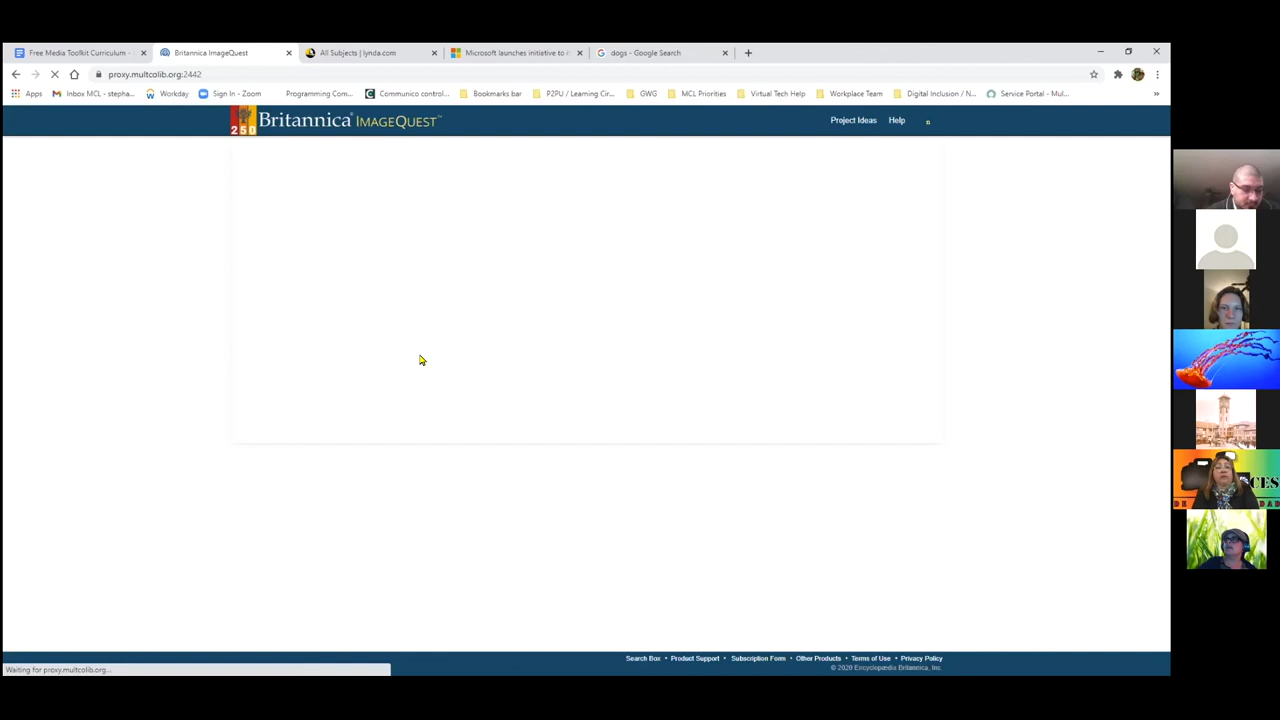 Free Media Toolkit Curriculum -
Britannica ImageQuest
All Subjects | lynda.com
Microsoft launches initiative to i
dogs - Google Search
proxy.multcolib.org:2442
Apps
Inbox MCL - stepha...
Workday
Sign In - Zoom
Programming Com...
Communico control...
Bookmarks bar
P2PU / Learning Cir...
GWG
MCL Priorities
Virtual Tech Help
Workplace Team
Digital Inclusion / N...
Service Portal - Mul...
250 Britannica® IMAGEQUEST™
Project Ideas Help
CES
DE DAD
Search Box • Product Support • Subscription Form • Other Products • Terms of Use • Privacy Policy
© 2020 Encyclopædia Britannica, Inc.
Waiting for proxy.multcolib.org...